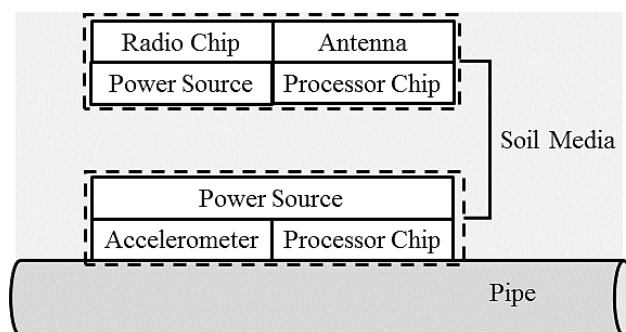 Radio Chip Antenna
Power Source Processor Chip
Soil Media
Power Source
Accelerometer Processor Chip
Pipe